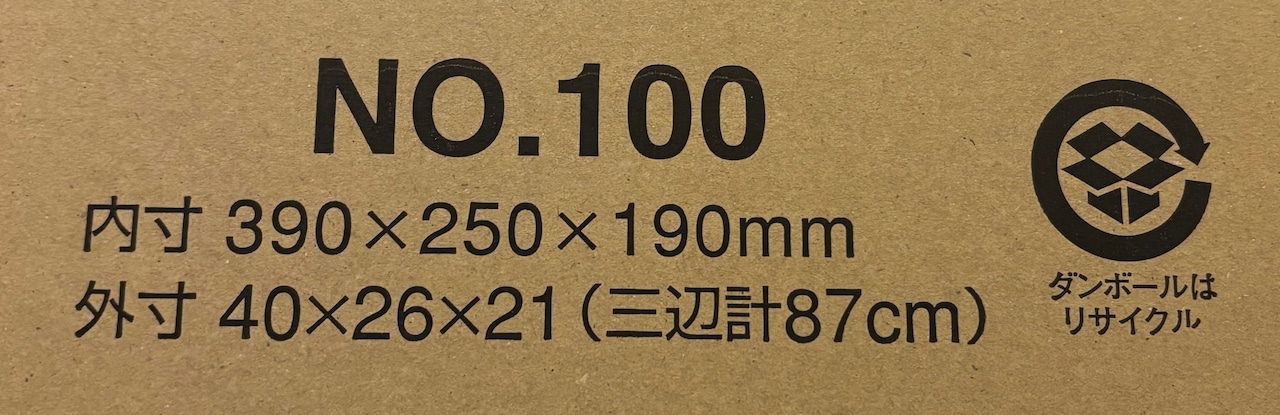 NO.100
内寸 390×250×190mm
外寸 40×26×21（三辺計87cm）
ダンボールは
リサイクル